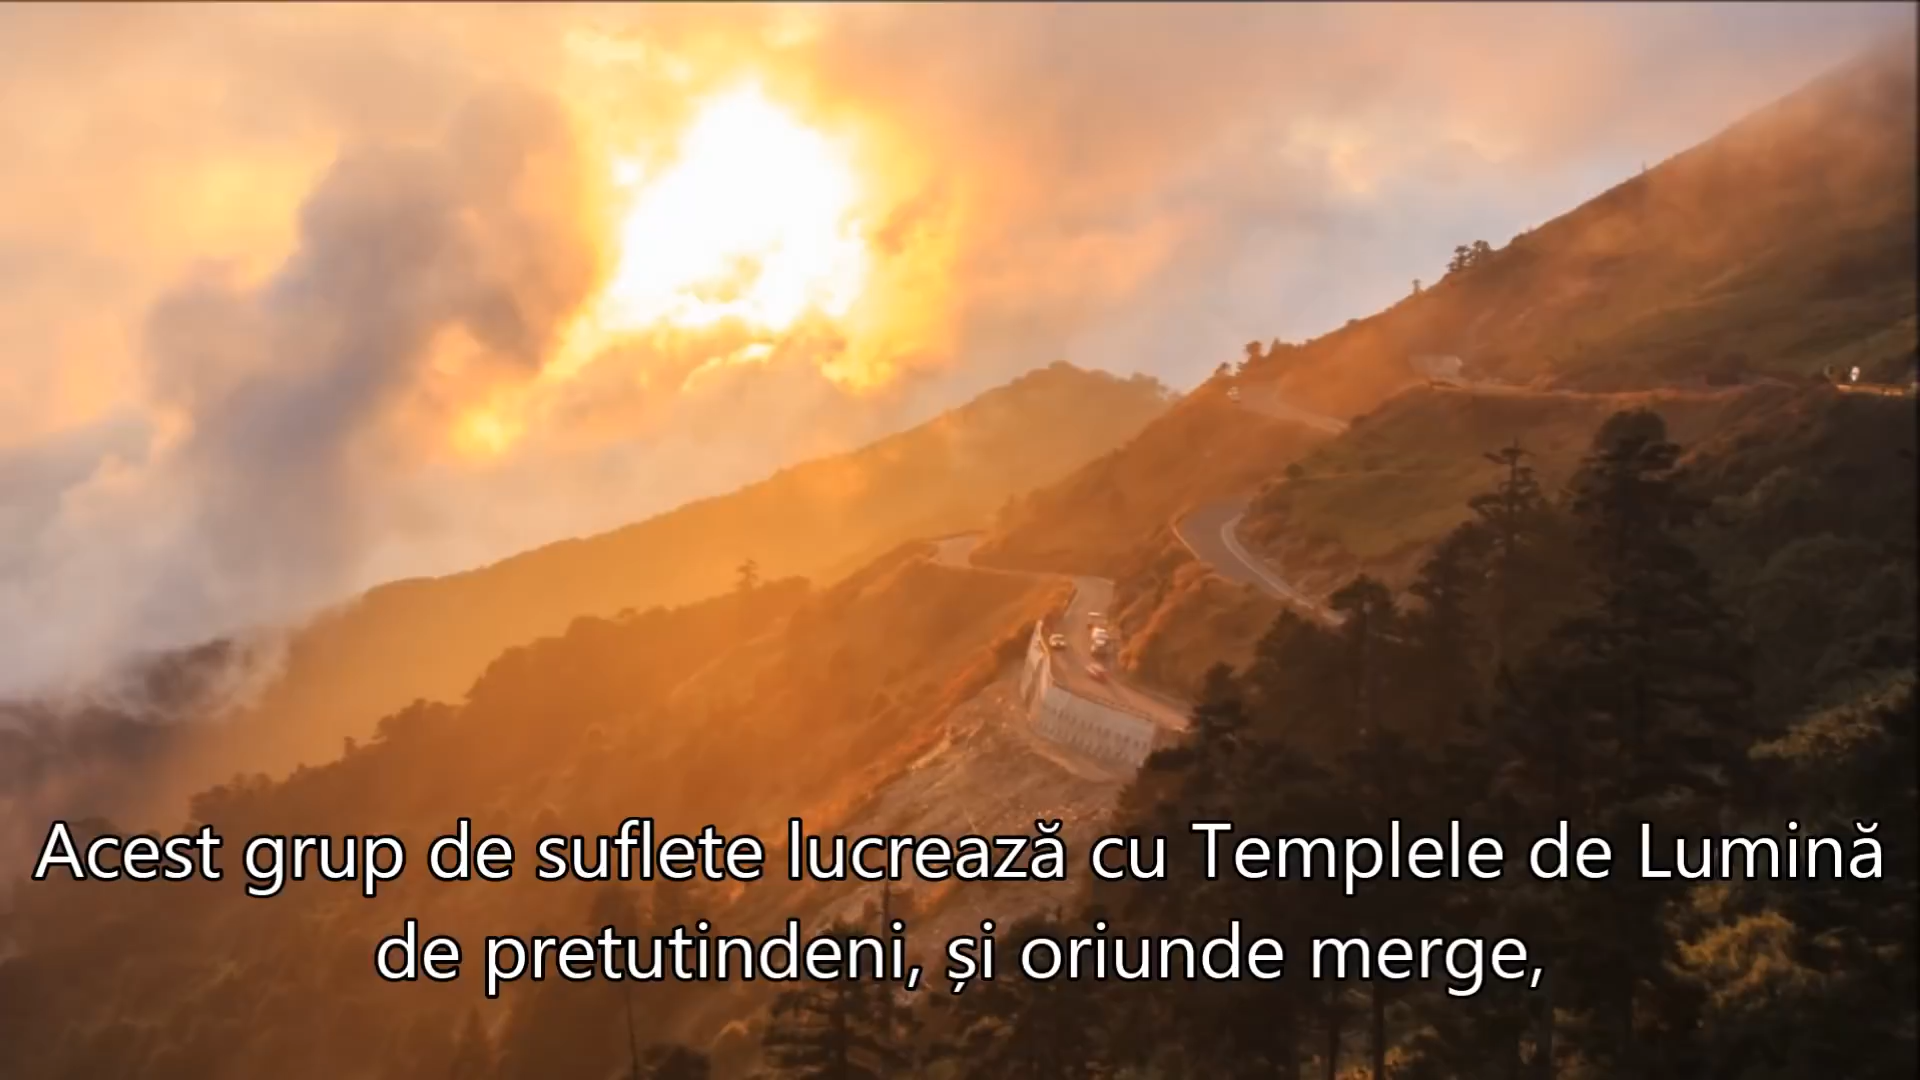 Acest grup de suflete lucrează cu Templele de Lumină
de pretutindeni, și oriunde merge,